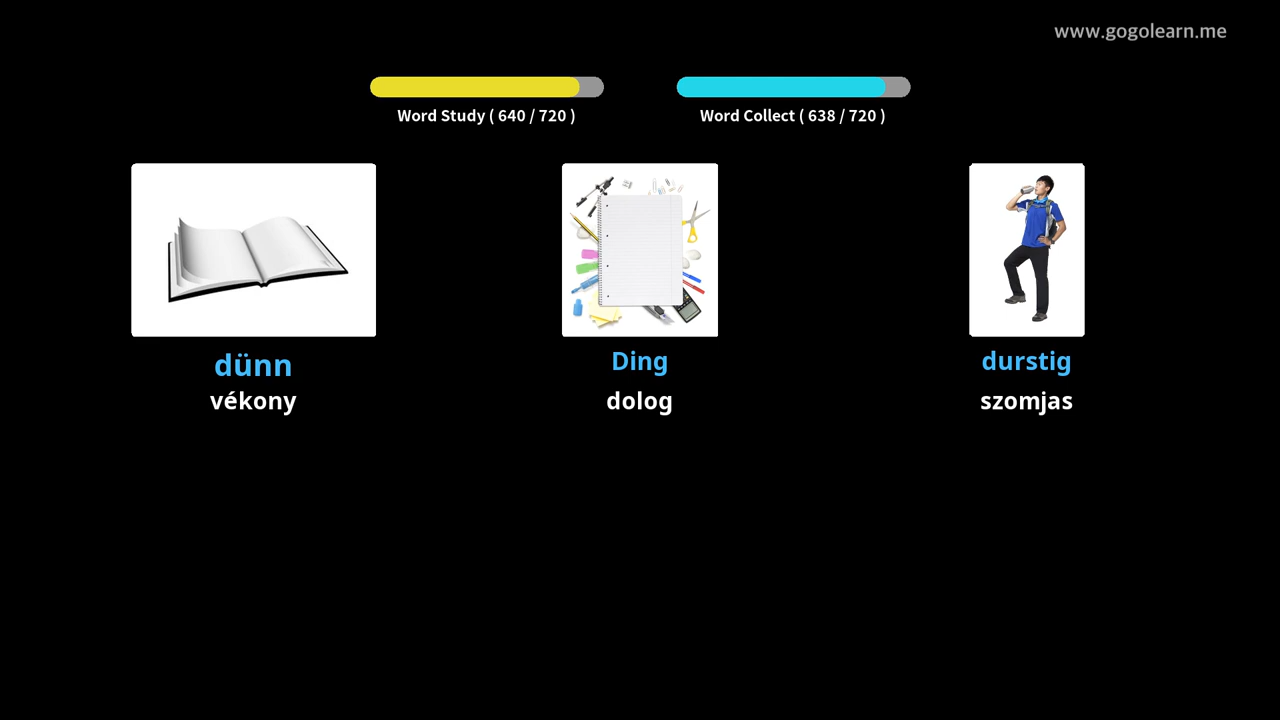 www.gogolearn.me
Word Study ( 640 / 720 )
Word Collect ( 638 / 720 )
dünn
vékony
Ding
dolog
durstig
szomjas